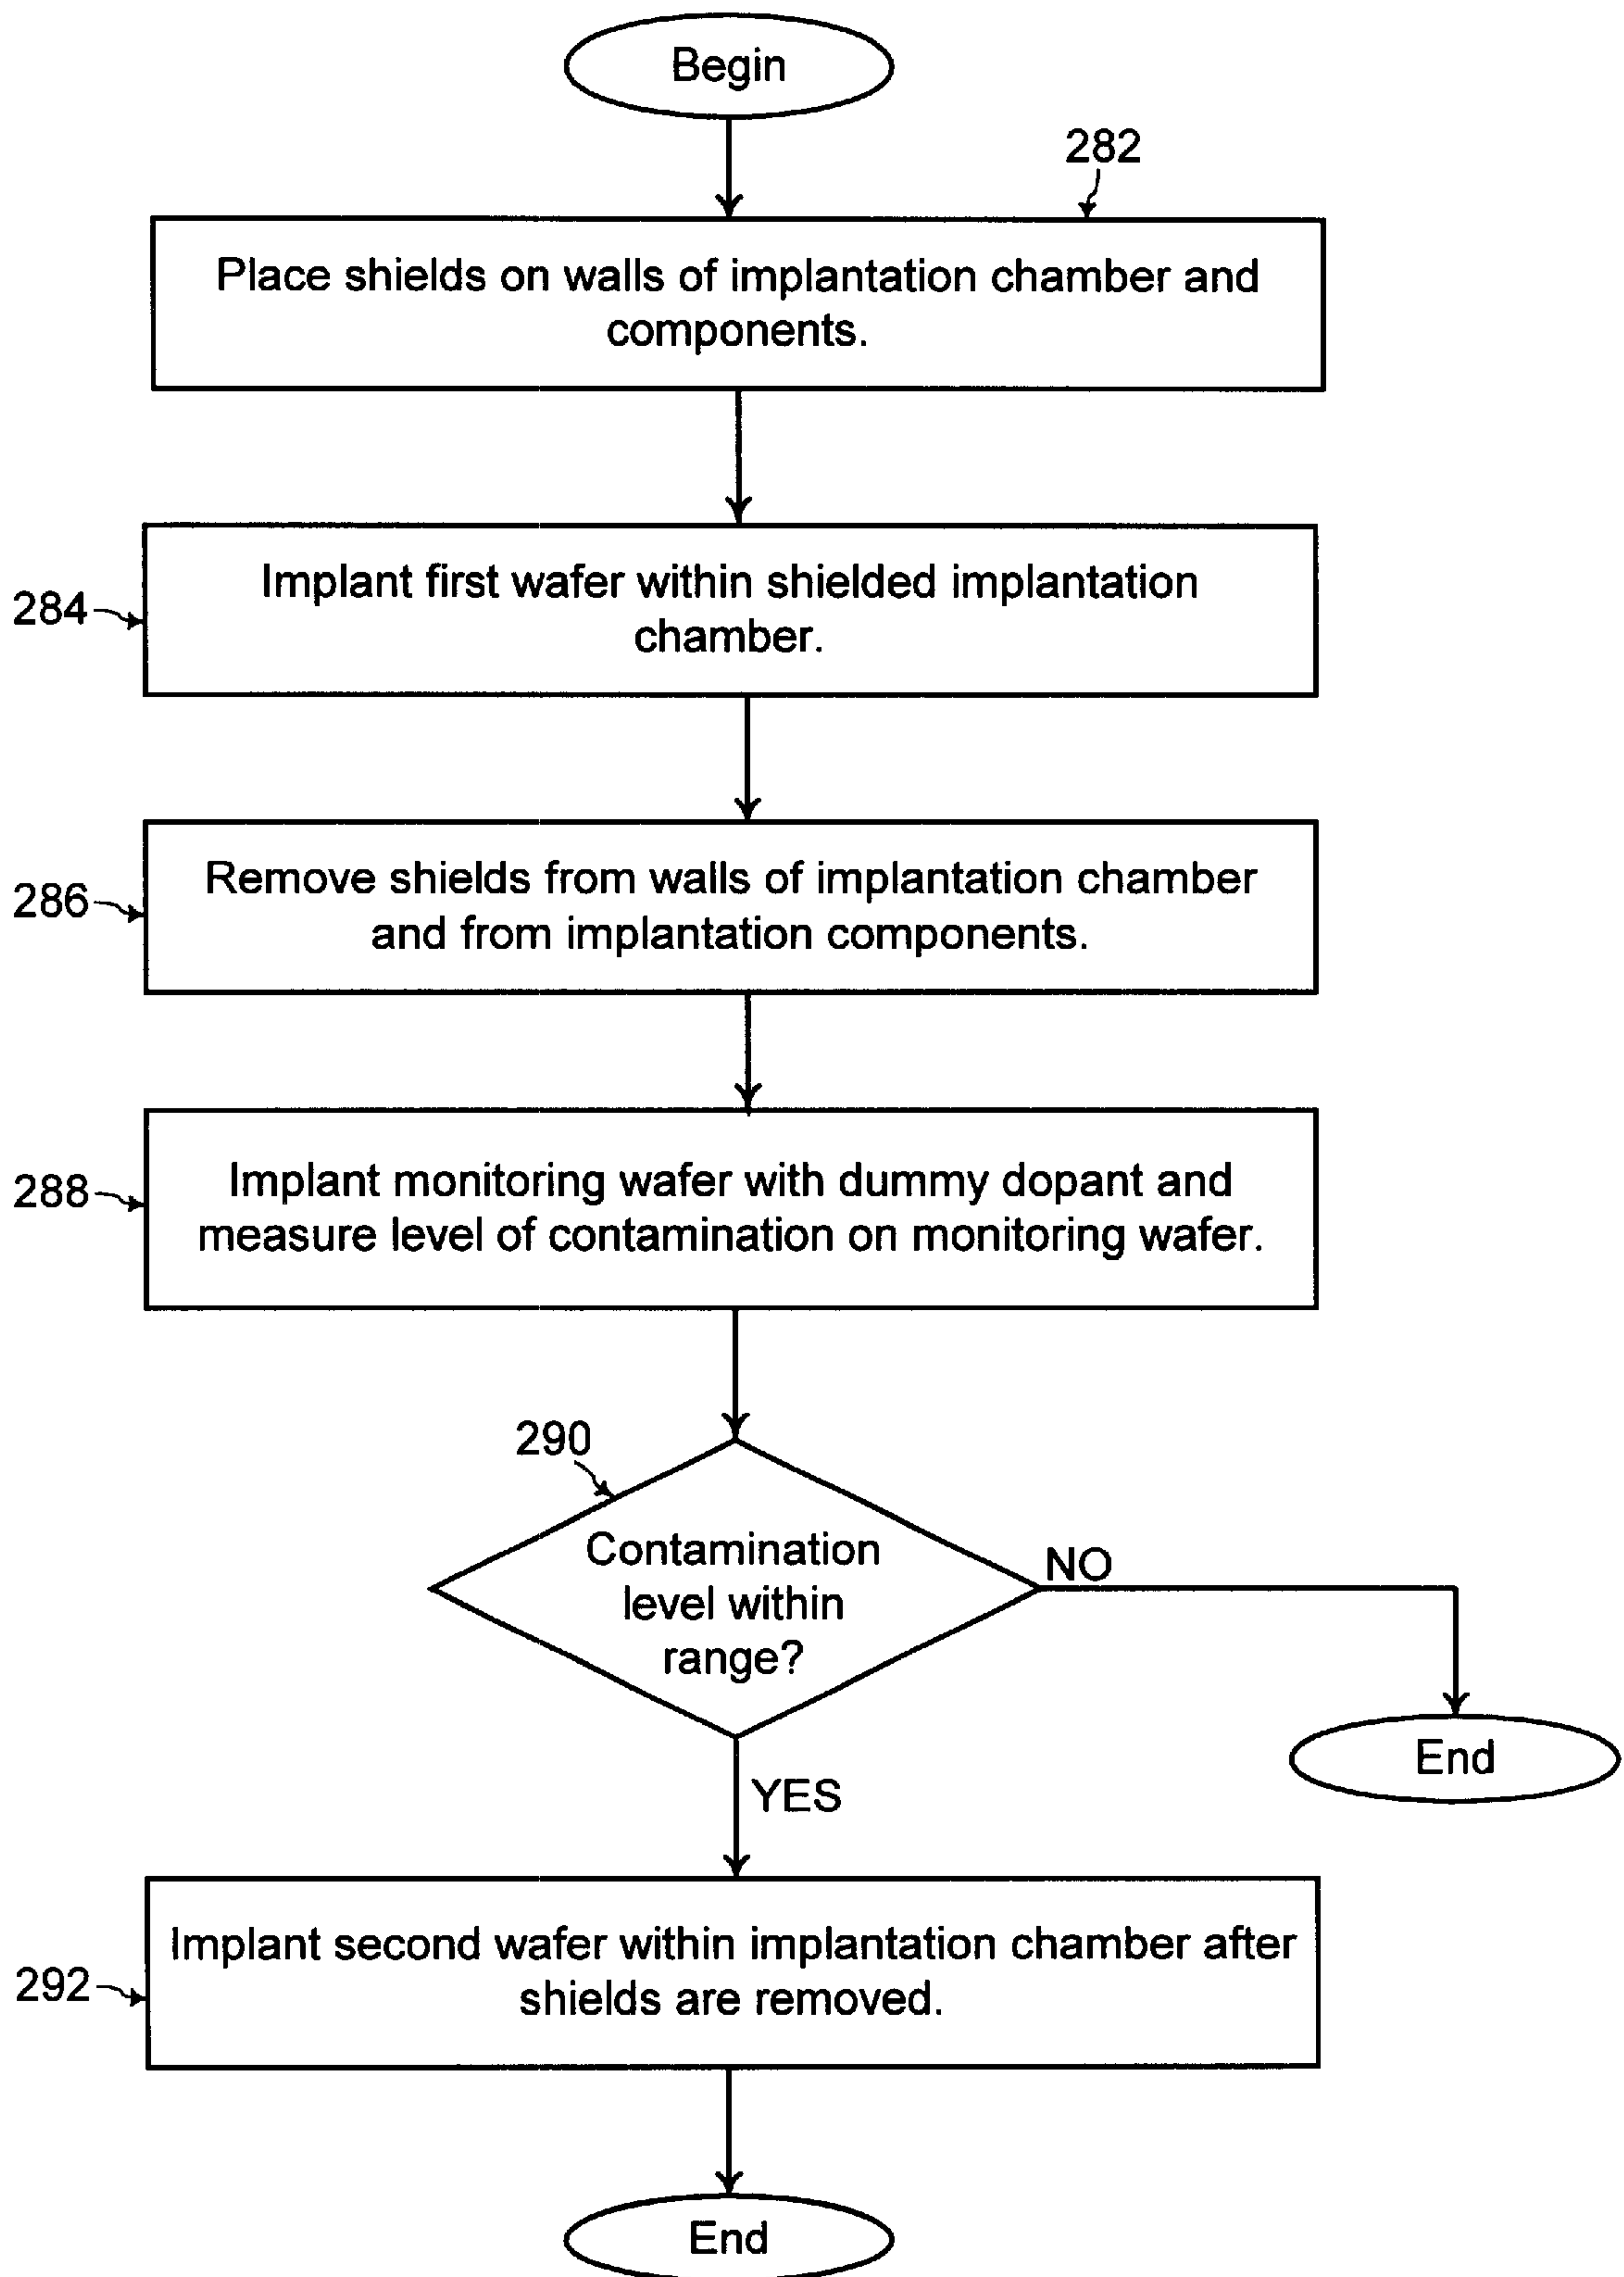 Begin
282
Place shields on walls of implantation chamber and
components.
284
Implant first wafer within shielded implantation
chamber.
286
Remove shields from walls of implantation chamber
and from implantation components.
288
Implant monitoring wafer with dummy dopant and
measure level of contamination on monitoring wafer.
290
Contamination
level within
range?
NO
End
YES
292
Implant second wafer within implantation chamber after
shields are removed.
End